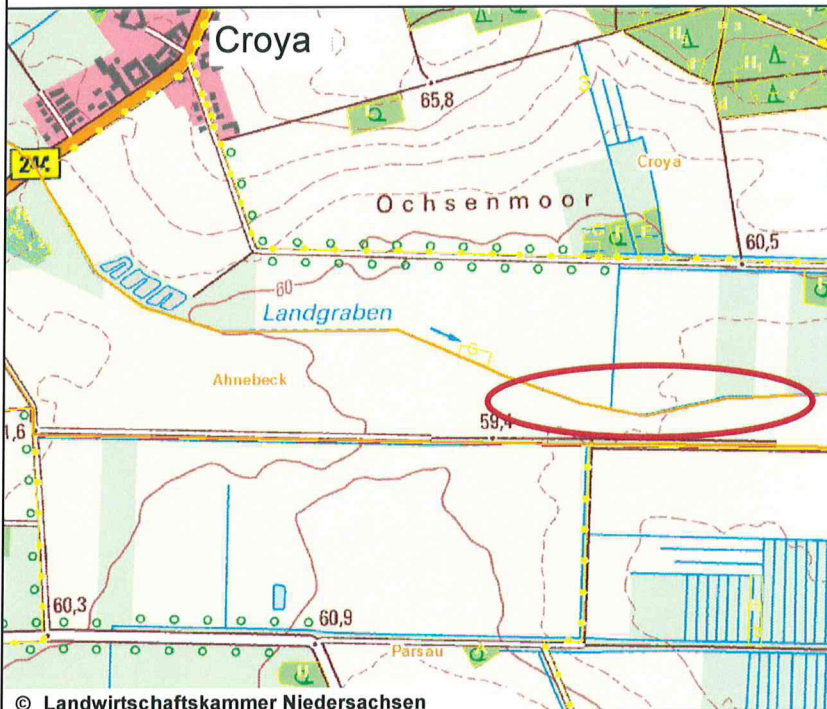 Croya
65,8
244
Croya
Ochsenmoor
60,5
60
Landgraben
G
Ahnebeck
59,4
1,6
60,3
60,9
Parsau
© Landwirtschaftskammer Niedersachsen